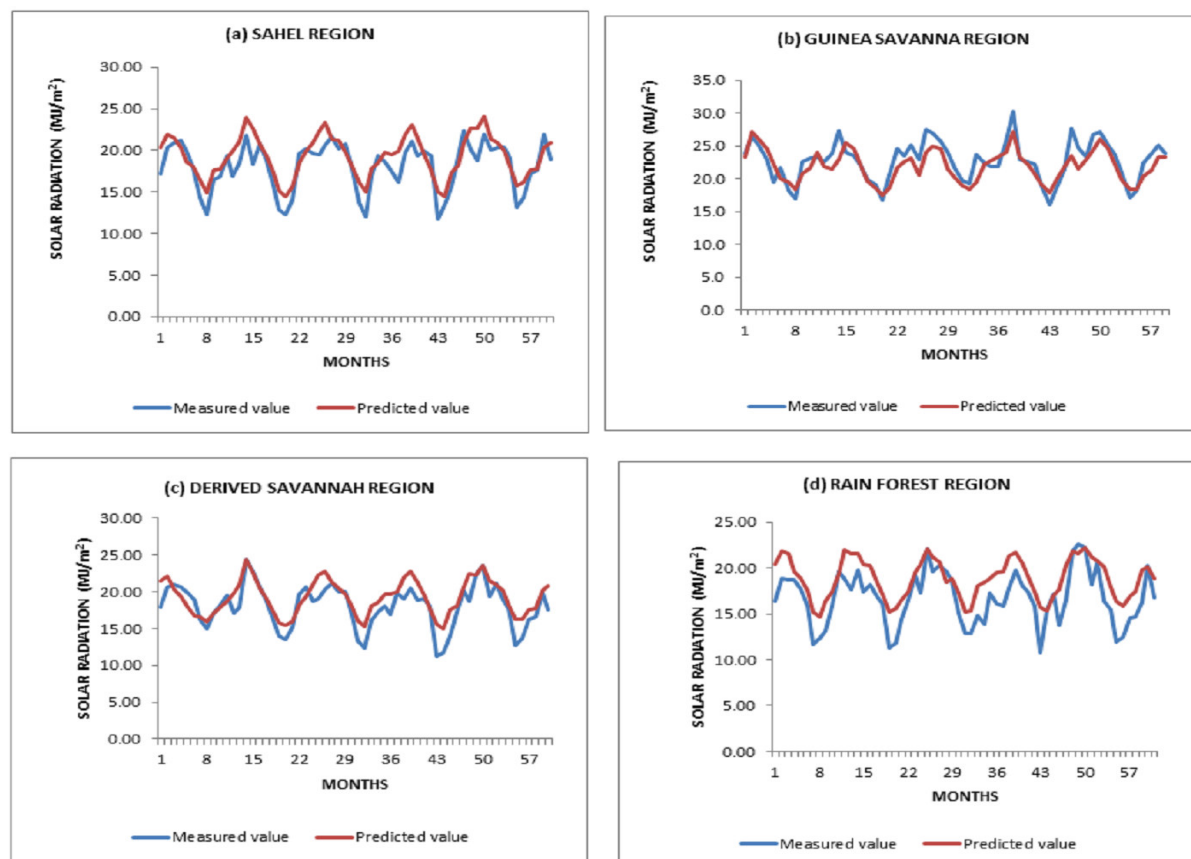 (a) SAHEL REGION
SOLAR RADIATION (MJ/m²)
30.00
25.00
20.00
15.00
10.00
5.00
0.00
1 8 15 22 29 36 43 50 57
MONTHS
Measured value Predicted value
(b) GUINEA SAVANNA REGION
SOLAR RADIATION (MJ/m²)
35.0
30.0
25.0
20.0
15.0
10.0
5.0
0.0
1 8 15 22 29 36 43 50 57
MONTHS
Measured value Predicted value
(c) DERIVED SAVANNAH REGION
SOLAR RADIATION (MJ/m²)
30.00
25.00
20.00
15.00
10.00
5.00
0.00
1 8 15 22 29 36 43 50 57
MONTHS
Measured value Predicted value
(d) RAIN FOREST REGION
SOLAR RADIATION (MJ/m²)
25.00
20.00
15.00
10.00
5.00
0.00
1 8 15 22 29 36 43 50 57
MONTHS
Measured value Predicted value